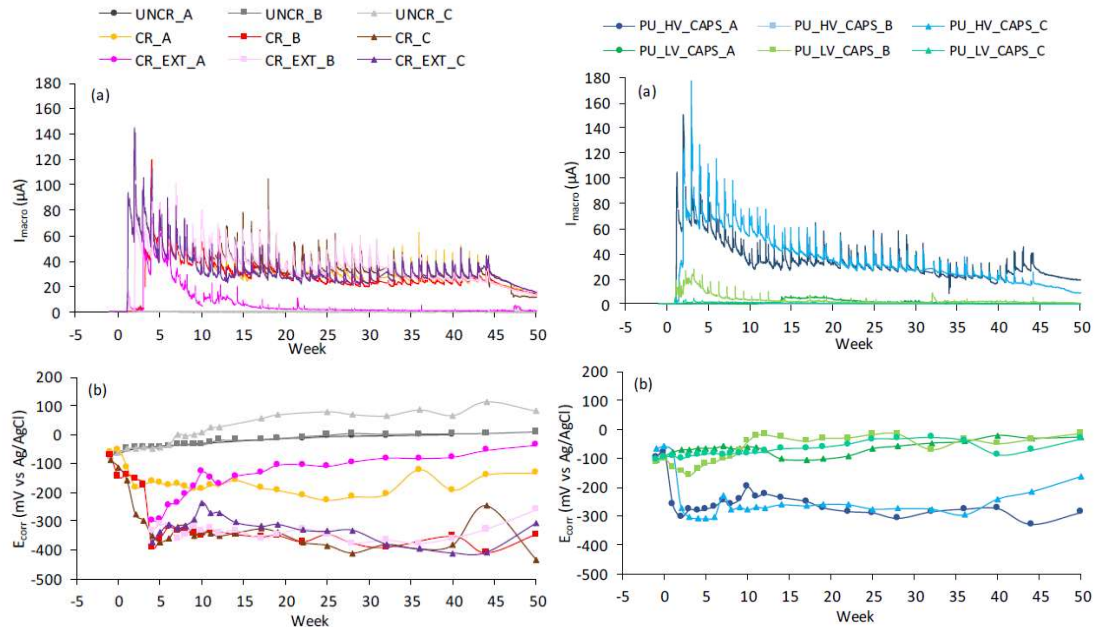 UNCR_A UNCR_B UNCR_C
CR_A CR_B CR_C
CR_EXT_A CR_EXT_B CR_EXT_C
(a)
180
160
140
120
100
80
60
40
20
0
I macro (µA)
-5 0 5 10 15 20 25 30 35 40 45 50
Week
(b)
200
100
0
-100
-200
-300
-400
-500
E corr (mV vs Ag/AgCl)
-5 0 5 10 15 20 25 30 35 40 45 50
Week
PU_HV_CAPS_A PU_HV_CAPS_B PU_HV_CAPS_C
PU_LV_CAPS_A PU_LV_CAPS_B PU_LV_CAPS_C
(a)
180
160
140
120
100
80
60
40
20
0
I macro (µA)
-5 0 5 10 15 20 25 30 35 40 45 50
Week
(b)
200
100
0
-100
-200
-300
-400
-500
E corr (mV vs Ag/AgCl)
-5 0 5 10 15 20 25 30 35 40 45 50
Week